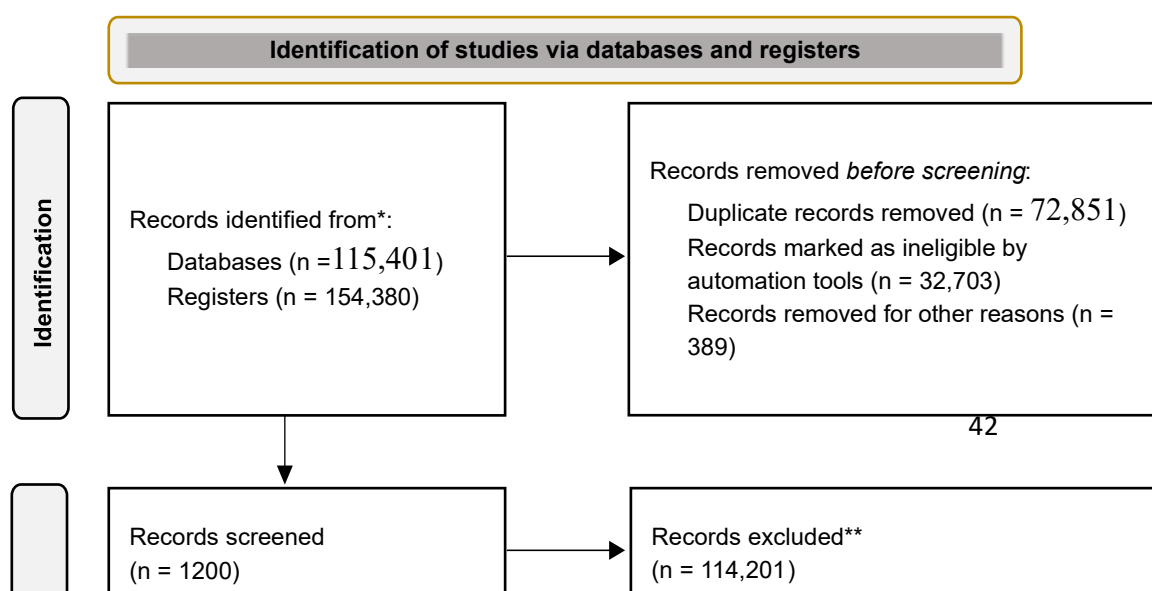 Identification of studies via databases and registers
Identification
Records identified from*:
Databases (n =115,401)
Registers (n = 154,380)
Records removed before screening:
Duplicate records removed (n = 72,851)
Records marked as ineligible by
automation tools (n = 32,703)
Records removed for other reasons (n =
389)
42
Records screened
(n = 1200)
Records excluded**
(n = 114,201)